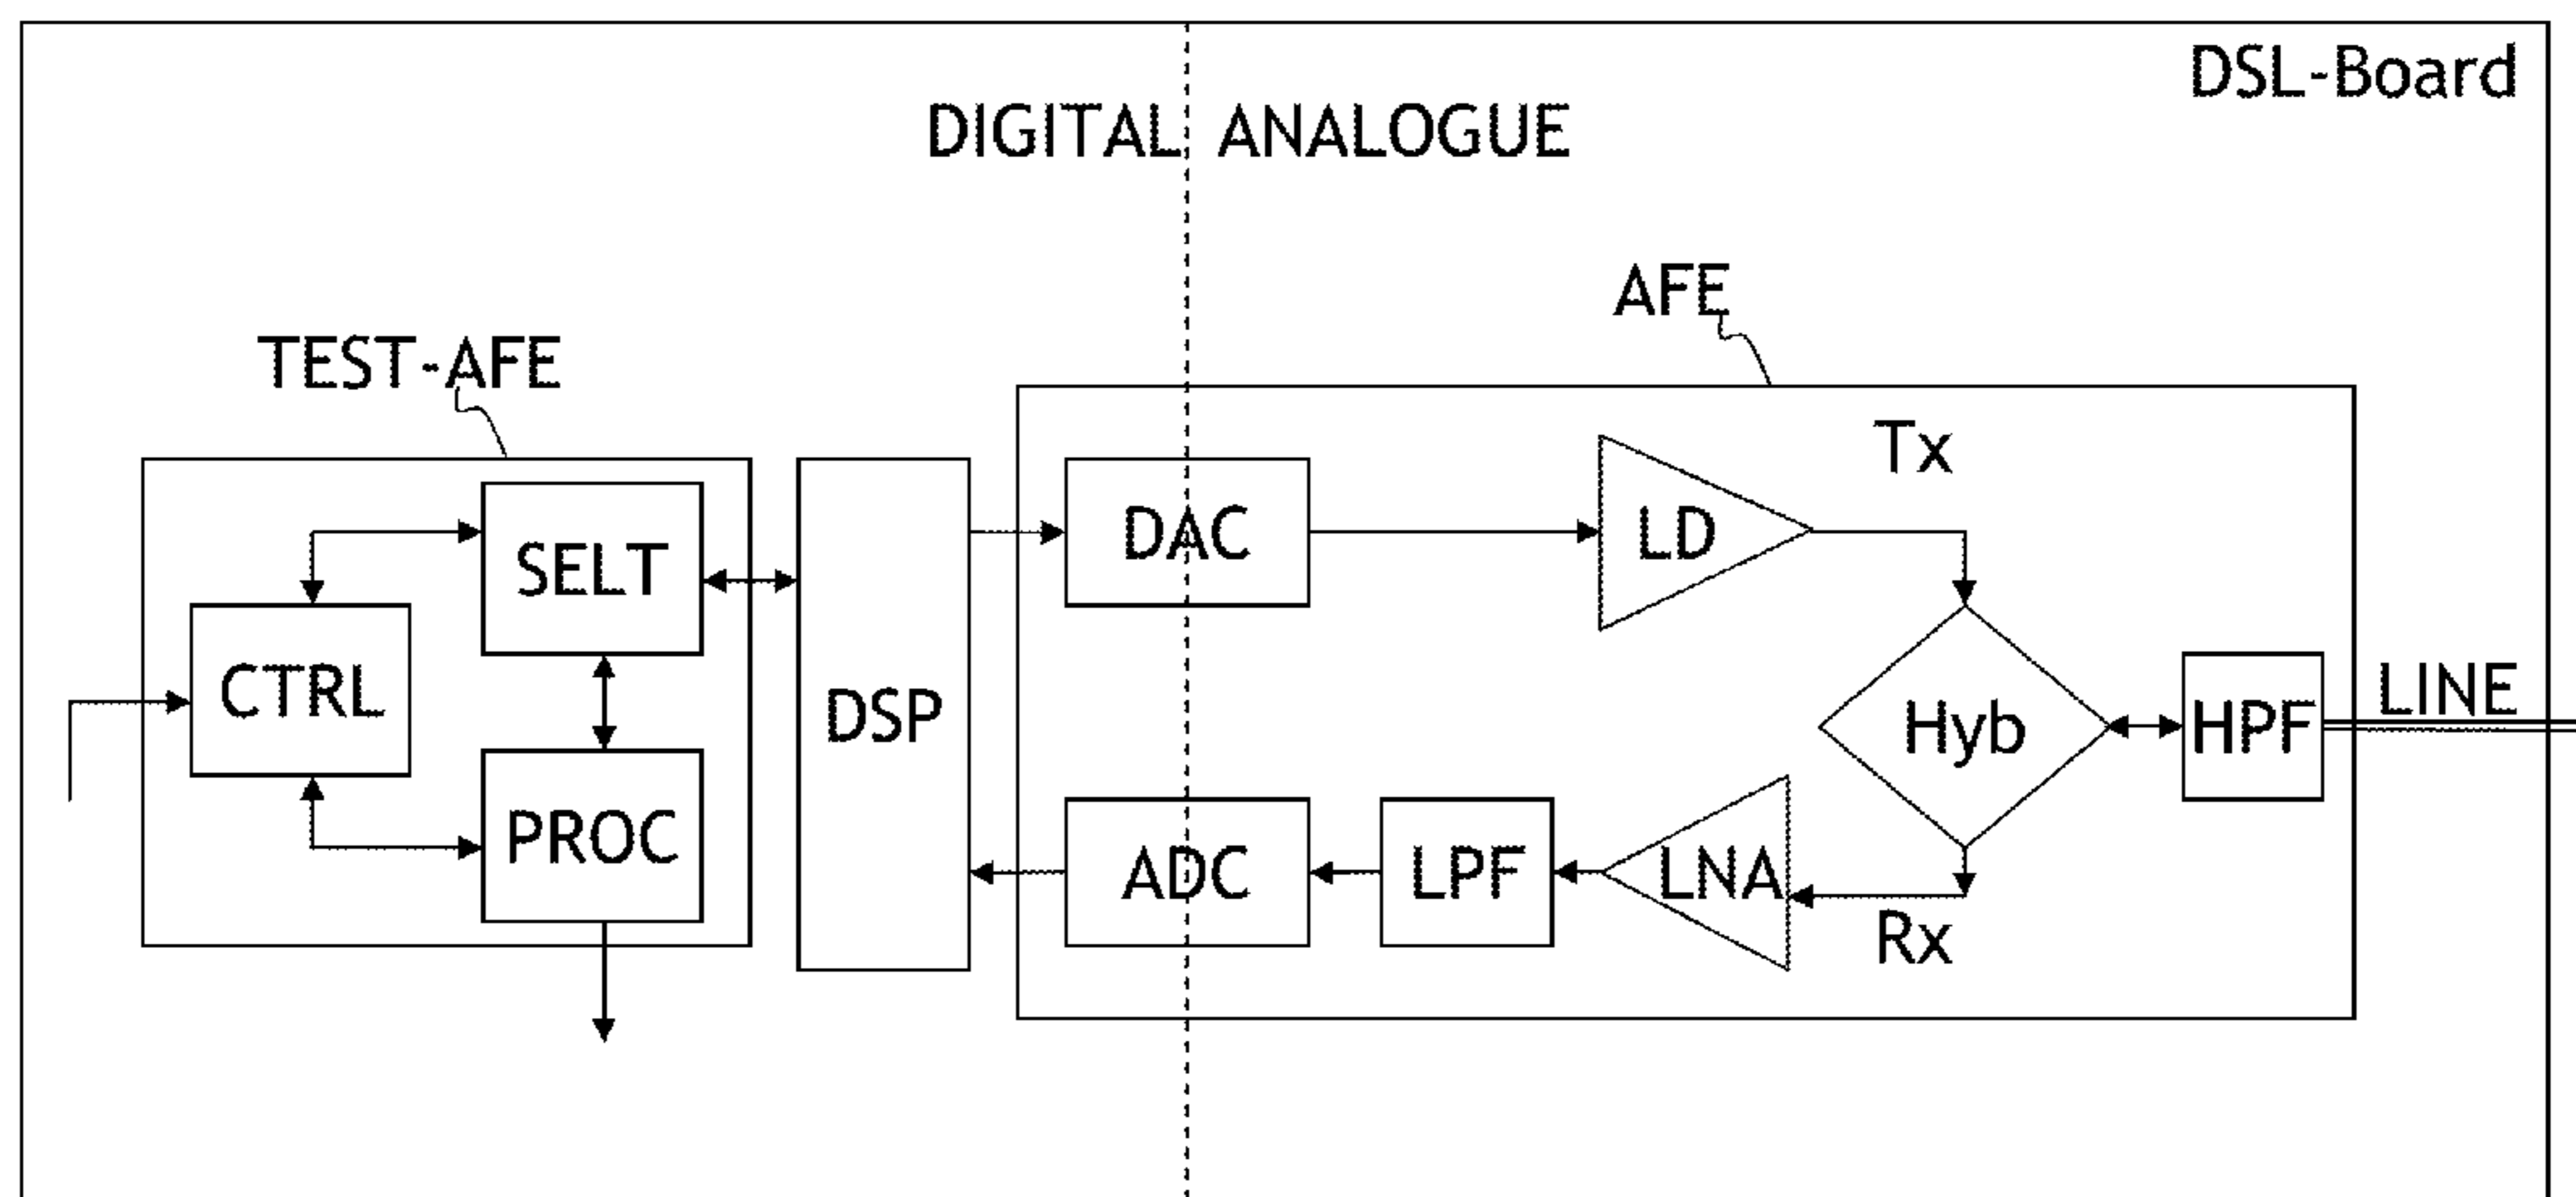 DSL-Board
DIGITAL ANALOGUE
AFE
TEST-AFE
Tx
DAC
LD
SELT
CTRL
DSP
Hyb
HPF
LINE
PROC
ADC
LPF
LNA
Rx